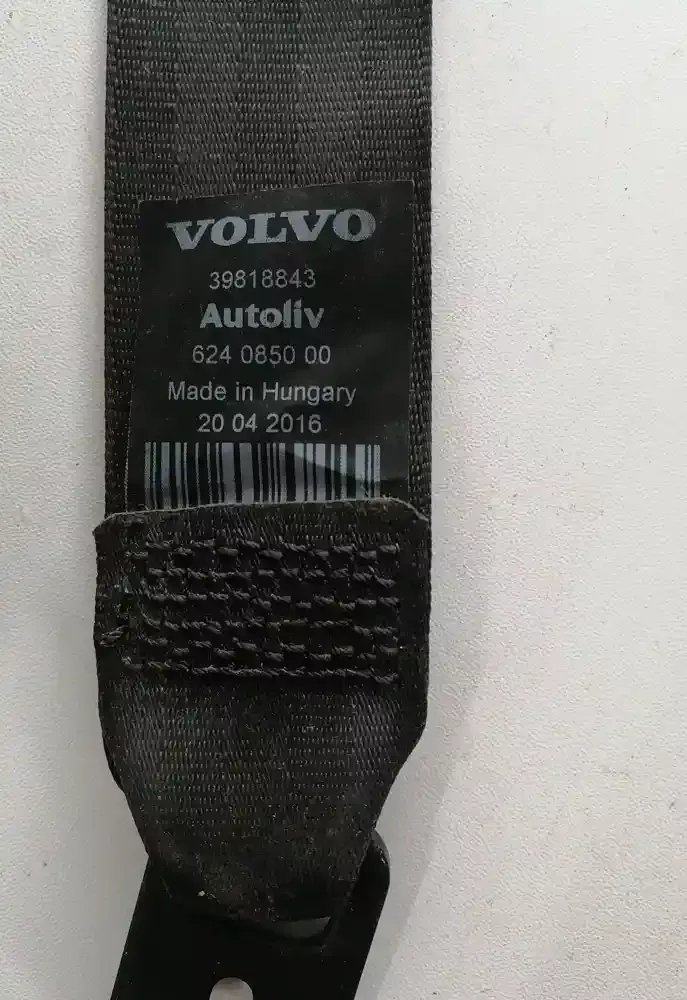 VOLVO
39818843
Autoliv
624 0850 00
Made in Hungary
20 04 2016